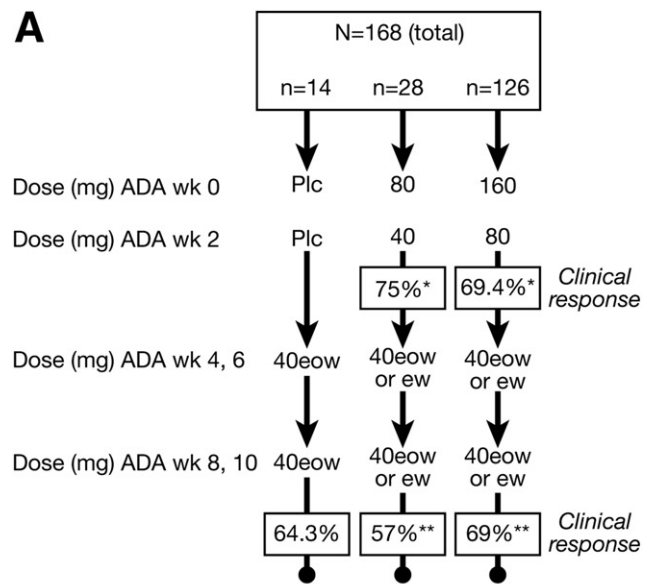 A
N=168 (total)
n=14 n=28 n=126
Dose (mg) ADA wk 0 Plc 80 160
Dose (mg) ADA wk 2 Plc 40 80
75%* 69.4%* Clinical
response
Dose (mg) ADA wk 4, 6 40eow 40eow 40eow
or ew or ew
Dose (mg) ADA wk 8, 10 40eow 40eow 40eow
or ew or ew
64.3% 57%** 69%** Clinical
response